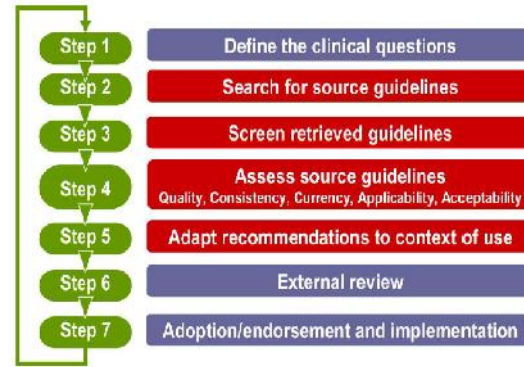 Step 1 Define the clinical questions
Step 2 Search for source guidelines
Step 3 Screen retrieved guidelines
Step 4 Assess source guidelines
Quality, Consistency, Currency, Applicability, Acceptability
Step 5 Adapt recommendations to context of use
Step 6 External review
Step 7 Adoption/endorsement and implementation